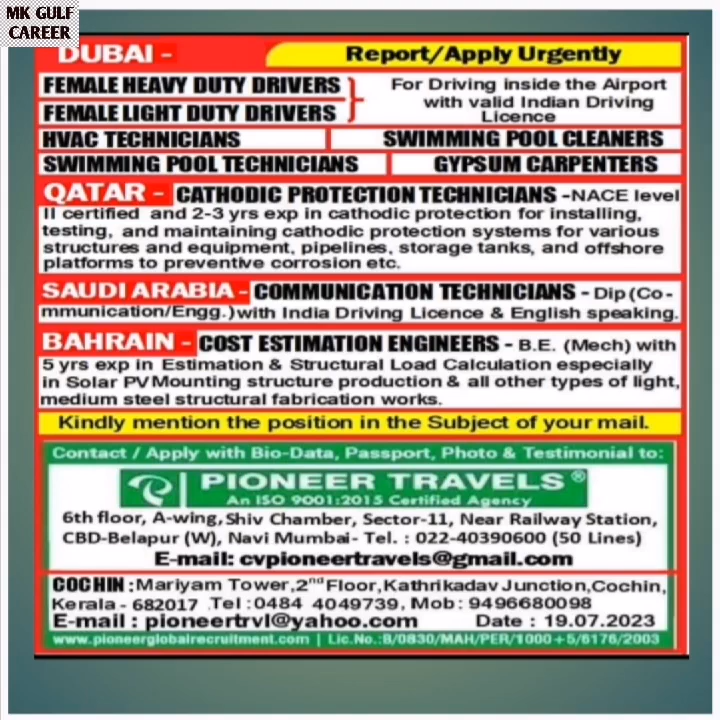 MK GULF
CAREER
DUBAI - Report/Apply Urgently
FEMALE HEAVY DUTY DRIVERS
FEMALE LIGHT DUTY DRIVERS
For Driving inside the Airport
with valid Indian Driving
Licence
HVAC TECHNICIANS SWIMMING POOL CLEANERS
SWIMMING POOL TECHNICIANS GYPSUM CARPENTERS
QATAR - CATHODIC PROTECTION TECHNICIANS -NACE level
II certified and 2-3 yrs exp in cathodic protection for installing,
testing, and maintaining cathodic protection systems for various
structures and equipment, pipelines, storage tanks, and offshore
platforms to preventive corrosion etc.
SAUDI ARABIA - COMMUNICATION TECHNICIANS - Dip (Co-
mmunication/Engg.) with India Driving Licence & English speaking.
BAHRAIN - COST ESTIMATION ENGINEERS - B.E. (Mech) with
5 yrs exp in Estimation & Structural Load Calculation especially
in Solar PV Mounting structure production & all other types of light,
medium steel structural fabrication works.
Kindly mention the position in the Subject of your mail.
Contact / Apply with Bio-Data, Passport, Photo & Testimonial to:
PIONEER TRAVELS®
An ISO 9001:2015 Certified Agency
6th floor, A-wing, Shiv Chamber, Sector-11, Near Railway Station,
CBD-Belapur (W), Navi Mumbai- Tel. : 022-40390600 (50 Lines)
E-mail: cvpioneertravels@gmail.com
COCHIN : Mariyam Tower, 2nd Floor, Kathrikadav Junction, Cochin,
Kerala - 682017 Tel :0484 4049739, Mob: 9496680098
E-mail : pioneertrvl@yahoo.com Date : 19.07.2023
www.pioneerglobalrecruitment.com | Lic.No.:B/0830/MAH/PER/1000+5/6176/2003